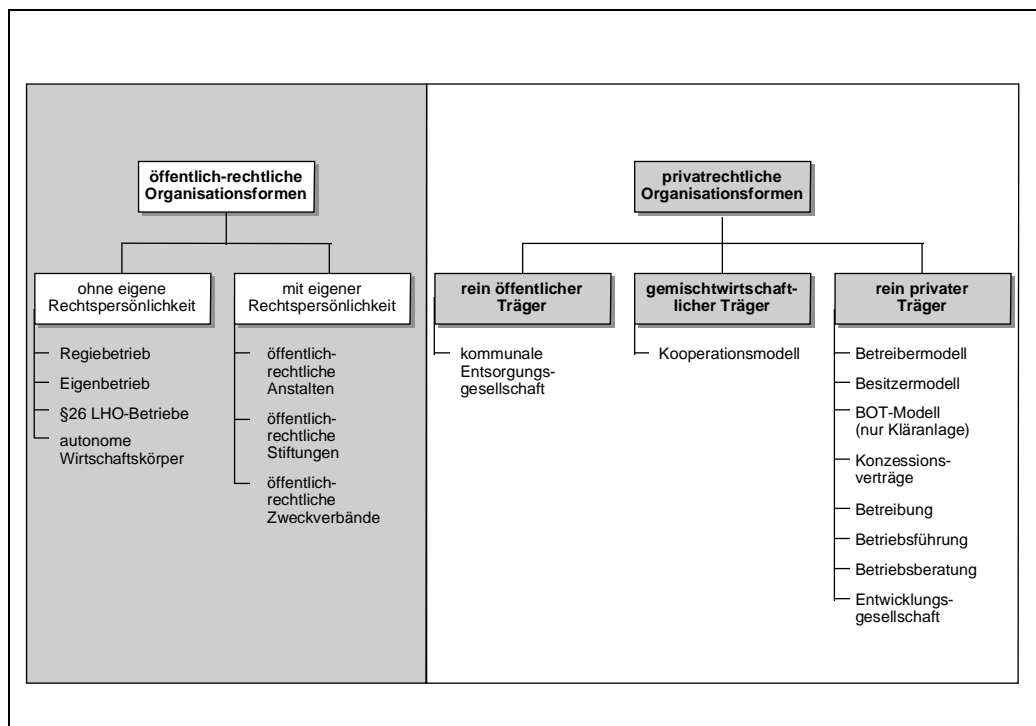 öffentlich-rechtliche
Organisationsformen
ohne eigene
Rechtspersönlichkeit
Regiebetrieb
Eigenbetrieb
§26 LHO-Betriebe
autonome
Wirtschaftskörper
mit eigener
Rechtspersönlichkeit
öffentlich-
rechtliche
Anstalten
öffentlich-
rechtliche
Stiftungen
öffentlich-
rechtliche
Zweckverbände
privatrechtliche
Organisationsformen
rein öffentlicher
Träger
kommunale
Entsorgungs-
gesellschaft
gemischtwirtschaft-
licher Träger
Kooperationsmodell
rein privater
Träger
Betreibermodell
Besitzermodell
BOT-Modell
(nur Kläranlage)
Konzessions-
verträge
Betreibung
Betriebsführung
Betriebsberatung
Entwicklungs-
gesellschaft